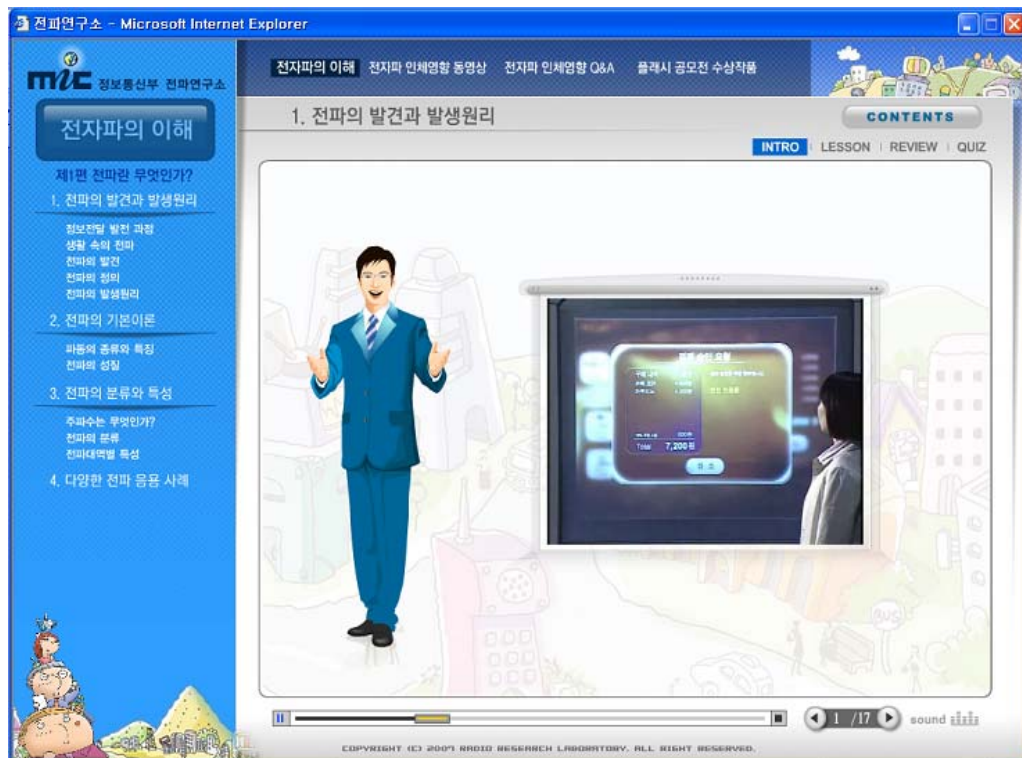 전파연구소 - Microsoft Internet Explorer
mic 정보통신부 전파연구소
전자파의 이해 전자파 인체영향 동영상 전자파 인체영향 Q&A 플래시 공모전 수상작품
전자파의 이해
제1편 전파란 무엇인가?
1. 전파의 발견과 발생원리
정보전달 발전 과정
생활 속의 전파
전파의 발견
전파의 정의
전파의 발생원리
2. 전파의 기본이론
파동의 종류와 특징
전파의 성질
3. 전파의 분류와 특성
주파수는 무엇인가?
전파의 분류
전파대역별 특성
4. 다양한 전파 응용 사례
1. 전파의 발견과 발생원리
CONTENTS
INTRO LESSON REVIEW QUIZ
Total 7,200원
취소
BUS
1 /17
sound
COPYRIGHT (C) 2007 RADIO RESEARCH LABORATORY. ALL RIGHT RESERVED.